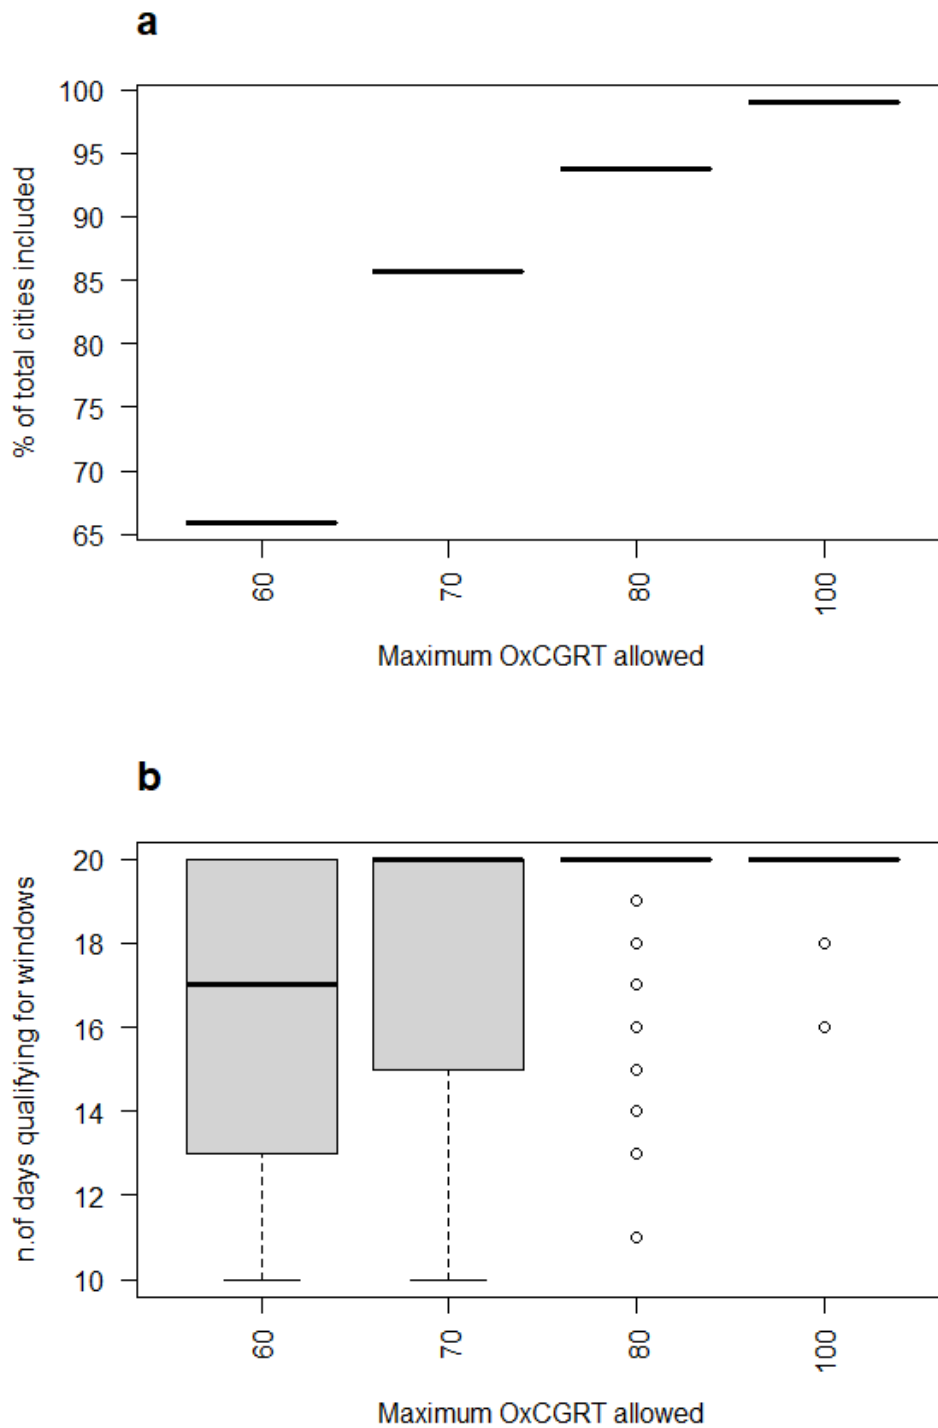 a
100
95
90
85
80
75
70
65
% of total cities included
60 70 80 100
Maximum OxCGRT allowed
b
20
18
16
14
12
10
n.of days qualifying for windows
60 70 80 100
Maximum OxCGRT allowed